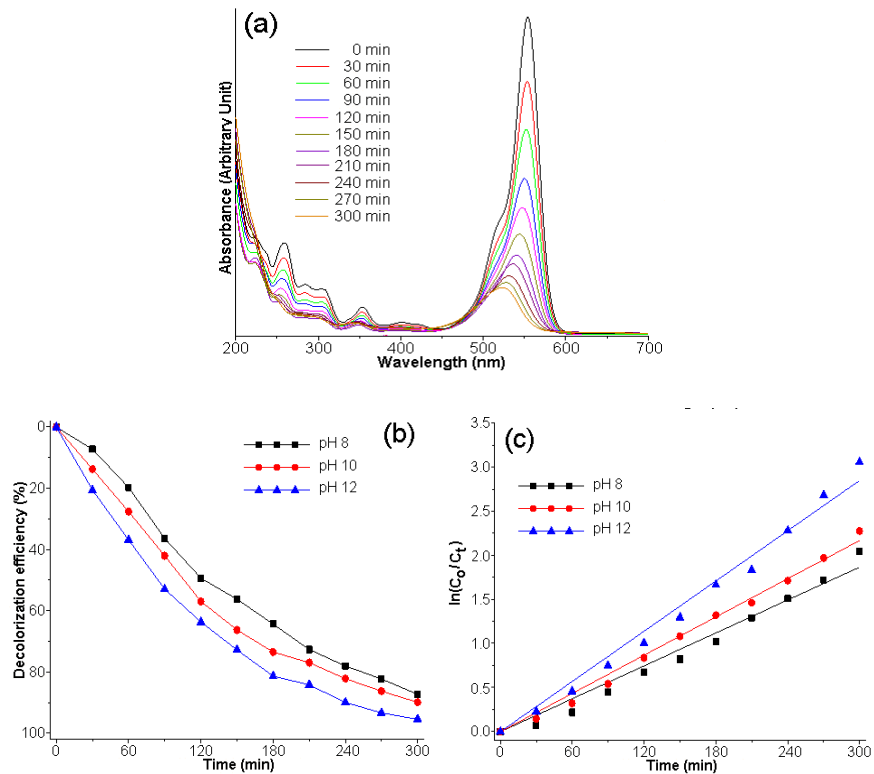 (a)
0 min
30 min
60 min
90 min
120 min
150 min
180 min
210 min
240 min
270 min
300 min
Absorbance (Arbitrary Unit)
200 300 400 500 600 700
Wavelength (nm)
(b)
pH 8
pH 10
pH 12
0
20
40
60
80
100
Decolorization efficiency (%)
0 60 120 180 240 300
Time (min)
(c)
pH 8
pH 10
pH 12
3.5
3.0
2.5
2.0
1.5
1.0
0.5
0.0
ln(C₀/Cₜ)
0 60 120 180 240 300
Time (min)